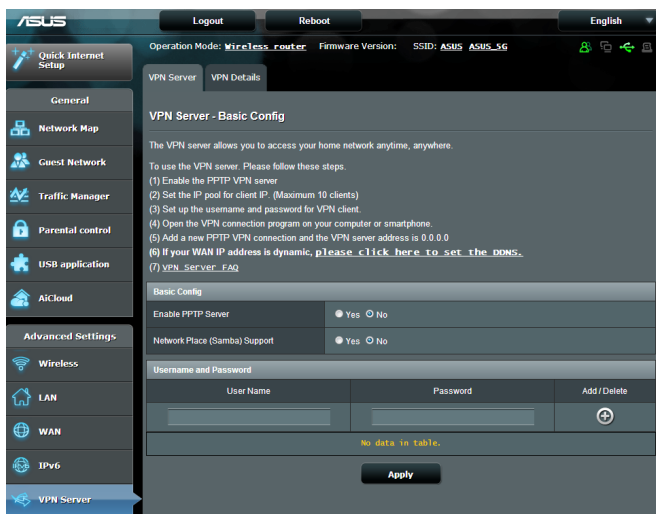 ASUS
Logout
Reboot
English
Quick Internet
Setup
General
Network Map
Guest Network
Traffic Manager
Parental control
USB application
AiCloud
Advanced Settings
Wireless
LAN
WAN
IPv6
VPN Server
Operation Mode: Wireless router Firmware Version: SSID: ASUS ASUS_5G
VPN Server
VPN Details
VPN Server - Basic Config
The VPN server allows you to access your home network anytime, anywhere.
To use the VPN server. Please follow these steps.
(1) Enable the PPTP VPN server
(2) Set the IP pool for client IP. (Maximum 10 clients)
(3) Set up the username and password for VPN client.
(4) Open the VPN connection program on your computer or smartphone.
(5) Add a new PPTP VPN connection and the VPN server address is 0.0.0.0
(6) If your WAN IP address is dynamic, please click here to set the DDNS.
(7) VPN Server FAQ
Basic Config
Enable PPTP Server Yes No
Network Place (Samba) Support Yes No
Username and Password
User Name Password Add / Delete
No data in table.
Apply